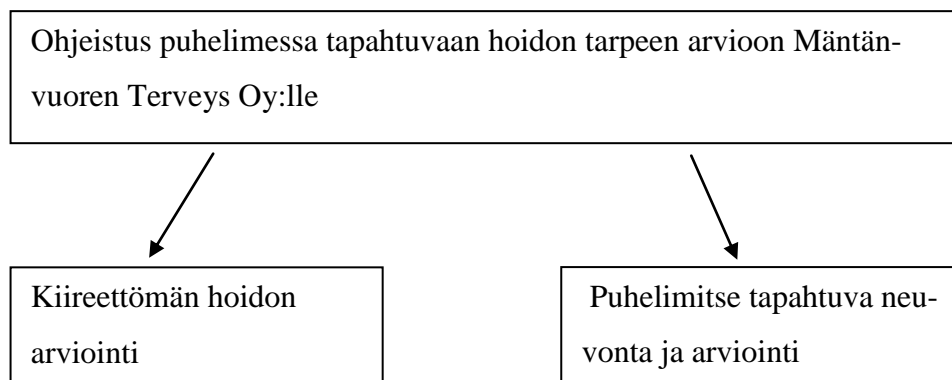 Ohjeistus puhelimessa tapahtuvaan hoidon tarpeen arvioon Mäntän-
vuoren Terveys Oy:lle
Kiireettömän hoidon
arviointi
Puhelimitse tapahtuva neu-
vonta ja arviointi